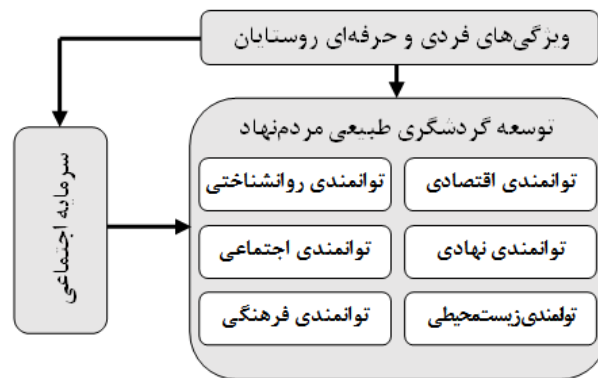 ویژگی‌های فردی و حرفه‌ای روستایان
توسعه گردشگری طبیعی مردم‌نهاد
توانمندی اقتصادی
توانمندی روانشناختی
توانمندی نهادی
توانمندی اجتماعی
توانمندی زیست‌محیطی
توانمندی فرهنگی
سرمایه اجتماعی